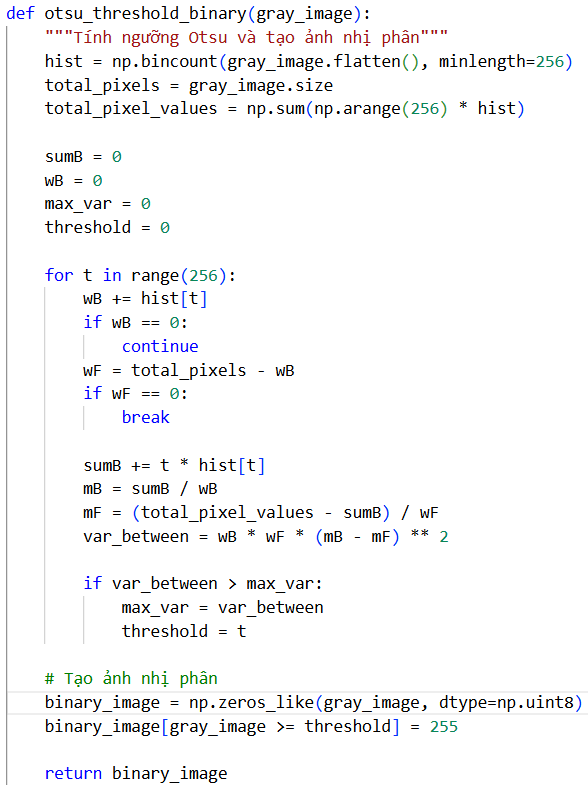 def otsu_threshold_binary(gray_image):
    """Tính ngưỡng Otsu và tạo ảnh nhị phân"""
    hist = np.bincount(gray_image.flatten(), minlength=256)
    total_pixels = gray_image.size
    total_pixel_values = np.sum(np.arange(256) * hist)

    sumB = 0
    wB = 0
    max_var = 0
    threshold = 0

    for t in range(256):
        wB += hist[t]
        if wB == 0:
            continue
        wF = total_pixels - wB
        if wF == 0:
            break

        sumB += t * hist[t]
        mB = sumB / wB
        mF = (total_pixel_values - sumB) / wF
        var_between = wB * wF * (mB - mF) ** 2

        if var_between > max_var:
            max_var = var_between
            threshold = t

    # Tạo ảnh nhị phân
    binary_image = np.zeros_like(gray_image, dtype=np.uint8)
    binary_image[gray_image >= threshold] = 255

    return binary_image